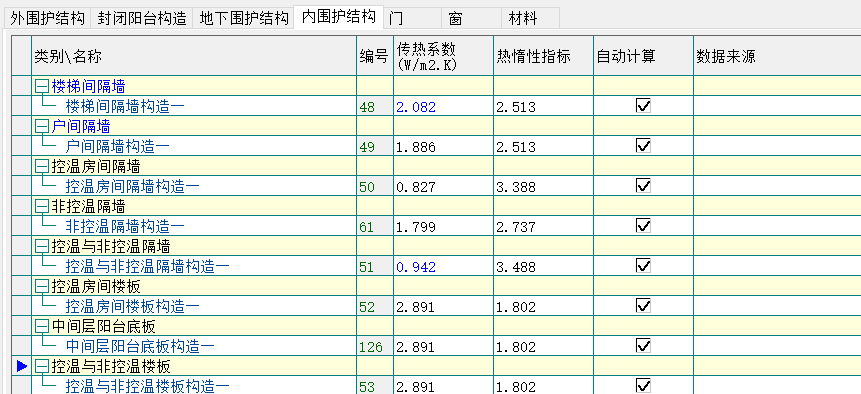 外围护结构 封闭阳台构造 地下围护结构 内围护结构 门 窗 材料
类别\名称 编号 传热系数 (W/m2.K) 热惰性指标 自动计算 数据来源
楼梯间隔墙
楼梯间隔墙构造一 48 2.082 2.513
户间隔墙
户间隔墙构造一 49 1.886 2.513
控温房间隔墙
控温房间隔墙构造一 50 0.827 3.388
非控温隔墙
非控温隔墙构造一 61 1.799 2.737
控温与非控温隔墙
控温与非控温隔墙构造一 51 0.942 3.488
控温房间楼板
控温房间楼板构造一 52 2.891 1.802
中间层阳台底板
中间层阳台底板构造一 126 2.891 1.802
控温与非控温楼板
控温与非控温楼板构造一 53 2.891 1.802